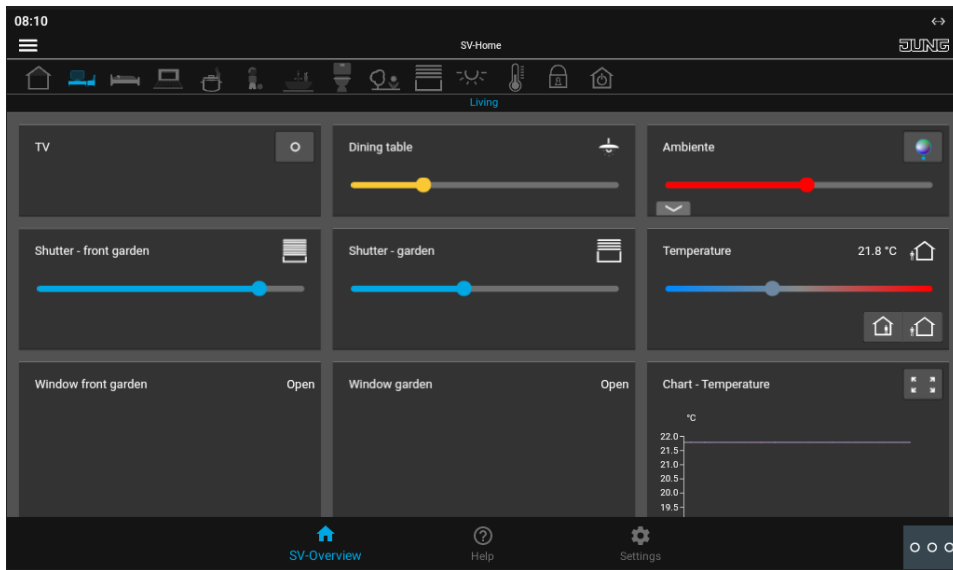 08:10
SV-Home
JUNG
Living
TV
Dining table
Ambiente
Shutter - front garden
Shutter - garden
Temperature 21.8 °C
Window front garden Open
Window garden Open
Chart - Temperature
°C
22.0
21.5
21.0
20.5
20.0
19.5
SV-Overview
Help
Settings